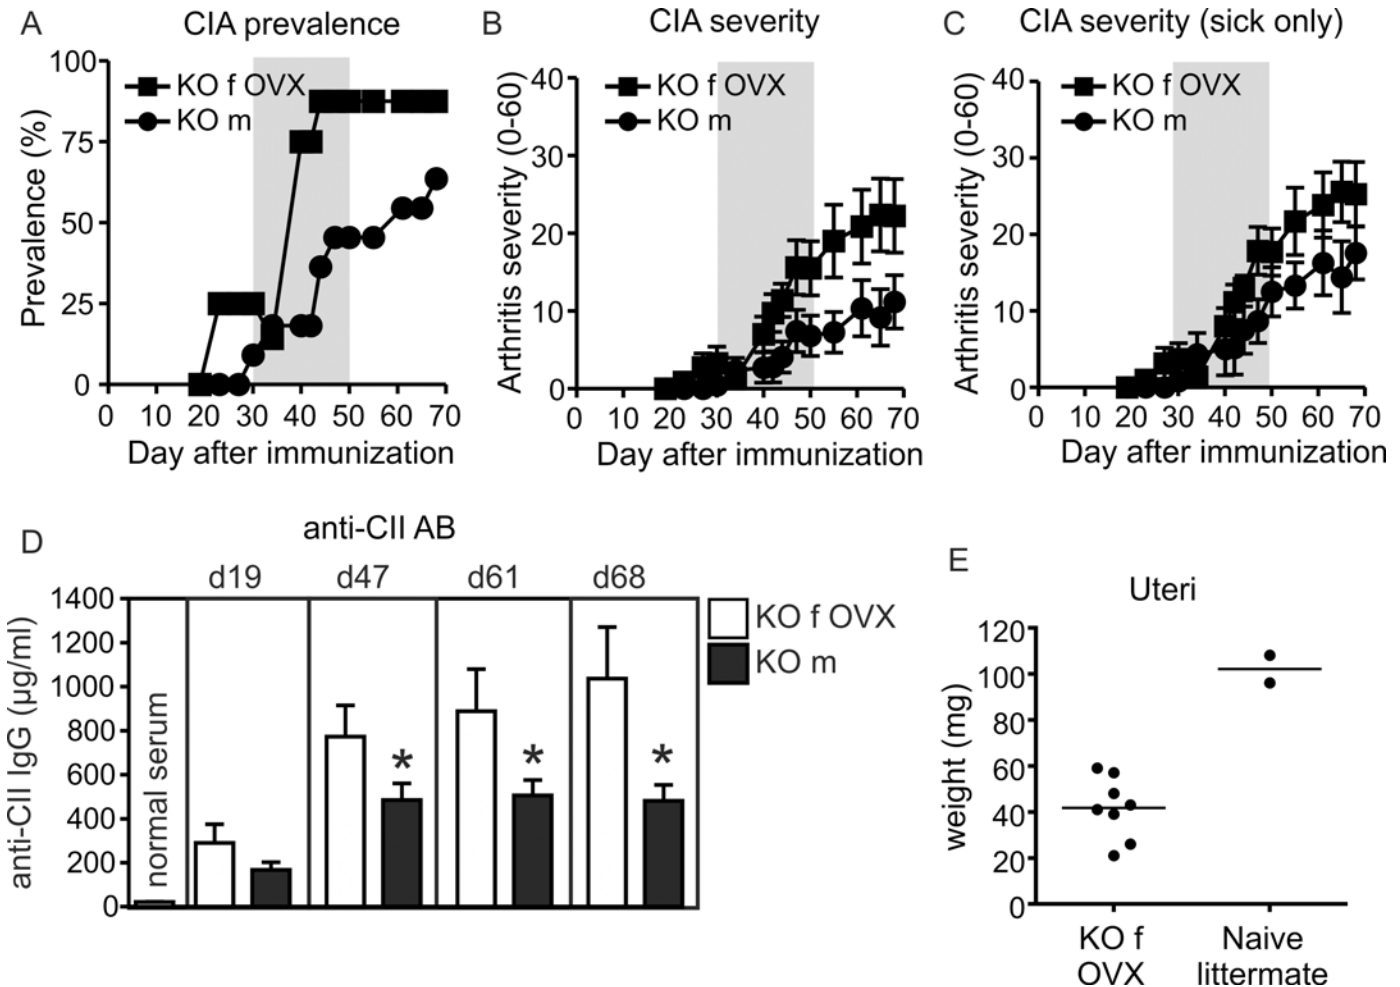 A
CIA prevalence
KO f OVX
KO m
Prevalence (%)
100
75
50
25
0
0 10 20 30 40 50 60 70
Day after immunization
B
CIA severity
KO f OVX
KO m
Arthritis severity (0-60)
40
30
20
10
0
0 10 20 30 40 50 60 70
Day after immunization
C
CIA severity (sick only)
KO f OVX
KO m
Arthritis severity (0-60)
40
30
20
10
0
0 10 20 30 40 50 60 70
Day after immunization
D
anti-CII AB
d19 d47 d61 d68
anti-CII IgG (µg/ml)
1400
1200
1000
800
600
400
200
0
normal serum
* * *
KO f OVX
KO m
E
Uteri
weight (mg)
120
100
80
60
40
20
0
KO f
OVX
Naive
littermate